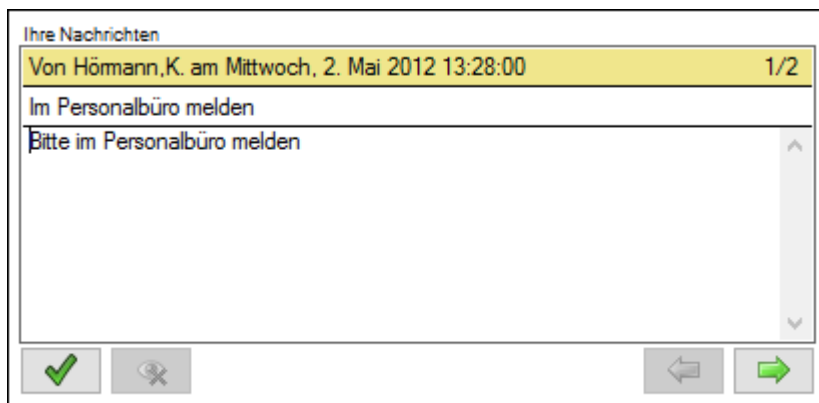 Ihre Nachrichten
Von Hörmann,K. am Mittwoch, 2. Mai 2012 13:28:00 1/2
Im Personalbüro melden
Bitte im Personalbüro melden